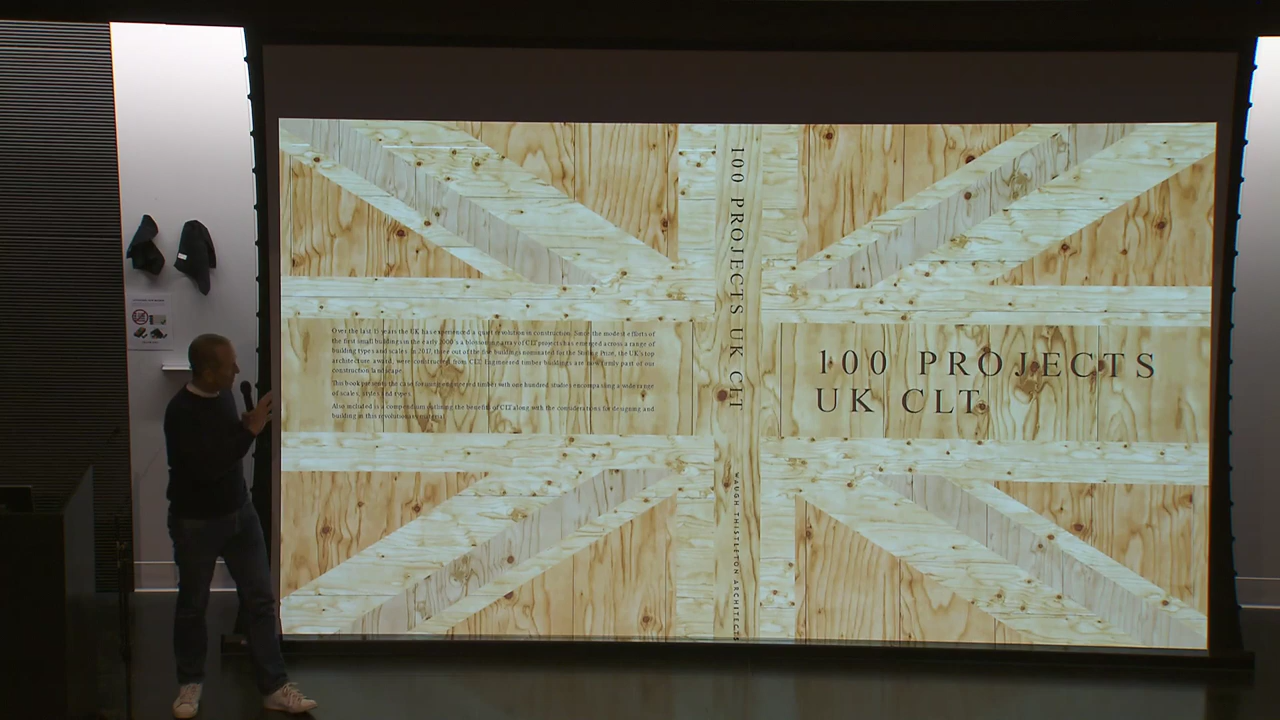 Over the last 15 years the UK has experienced a quiet revolution in construction. Since the modest efforts of
the first small buildings in the early 2000's a blossoming array of CLT projects has emerged across a range of
building types and scales. In 2017, three out of the five buildings nominated for the Stirling Prize, the UK's top
architecture award, were constructed from CLT. Engineered timber buildings are now firmly part of our
construction landscape.
This book presents the case for using engineered timber with one hundred studies encompassing a wide range
of scales, styles and types.
Also included is a compendium outlining the benefits of CLT along with the considerations for designing and
building in this revolutionary material.
100 PROJECTS UK CLT
WAUGH THISTLETON ARCHITECTS
100 PROJECTS
UK CLT